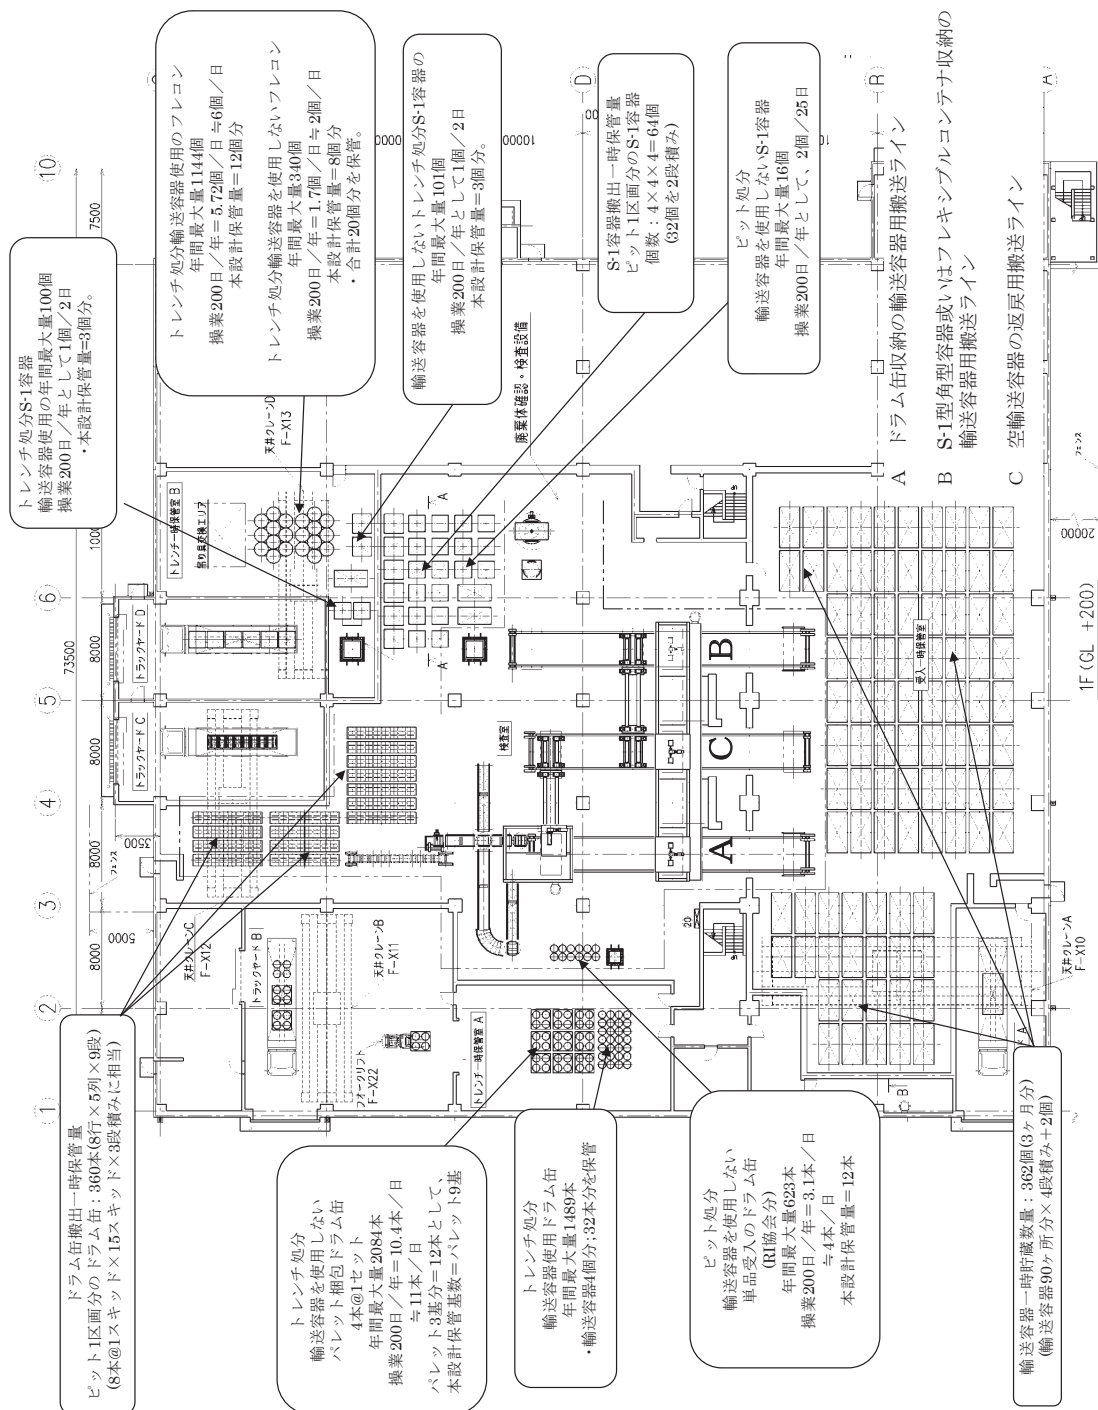 トレンチ処分S-1容器
輸送容器使用の年間最大量100個
操業200日／年として1個／2日
・本設計保管量=3個分。
トレンチ処分輸送容器使用のフレコン
年間最大量1144個
操業200日／年＝5.72個／日 ≒6個／日
本設計保管量＝12個分
トレンチ処分輸送容器を使用しないフレコン
年間最大量340個
操業200日／年＝1.7個／日≒2個／日
本設計保管量＝8個分
・合計20個分を保管。
輸送容器を使用しないトレンチ処分S-1容器の
年間最大量101個
操業200日／年として1個／2日
本設計保管量=3個分。
S-1容器搬出一時保管量
ピット1区画分のS-1容器
個数：4×4×4＝64個
(32個を2段積み)
ピット処分
輸送容器を使用しないS-1容器
年間最大量16個
操業200日／年として、2個／25日
A ドラム缶収納の輸送容器用搬送ライン
B S-1型角型容器或いはフレキシブルコンテナ収納の
輸送容器用搬送ライン
C 空輸送容器の返戻用搬送ライン
ドラム缶搬出一時保管量
ピット1区画分のドラム缶：360本(8行×5列×9段)
(8本@1スキッド×15スキッド×3段積みに相当)
トレンチ処分
輸送容器を使用しない
パレット梱包ドラム缶
4本@1セット
年間最大量2084本
操業200日／年＝10.4本／日
≒11本／日
パレット3基分＝12本として、
本設計保管基数＝パレット9基
トレンチ処分
輸送容器使用ドラム缶
年間最大量1489本
・輸送容器4個分;32本分を保管
ピット処分
輸送容器を使用しない
単品受入のドラム缶
(RI協会分)
年間最大量623本
操業200日／年＝3.1本／日
≒4本／日
本設計保管量＝12本
輸送容器一時貯蔵数量：362個(3ヶ月分)
(輸送容器90ヶ所分×4段積み＋2個)
1
2
3
4
5
6
10
D
B
A
73500
8000
8000
8000
8000
7500
5000
3500
10000
20000
フェンス
フェンス
トラックヤード B
トラックヤード C
トラックヤード D
天井クレーンA
F-X10
天井クレーンB
F-X11
天井クレーンC
F-X12
天井クレーンD
F-X13
フォークリフト
F-X22
トレンチ一時保管室 A
トレンチ一時保管室 B
吊り具交換エリア
廃棄体確認・検査設備
検査室
受入一時保管室
A
C
B
A
A
B
20
1F (GL +200)